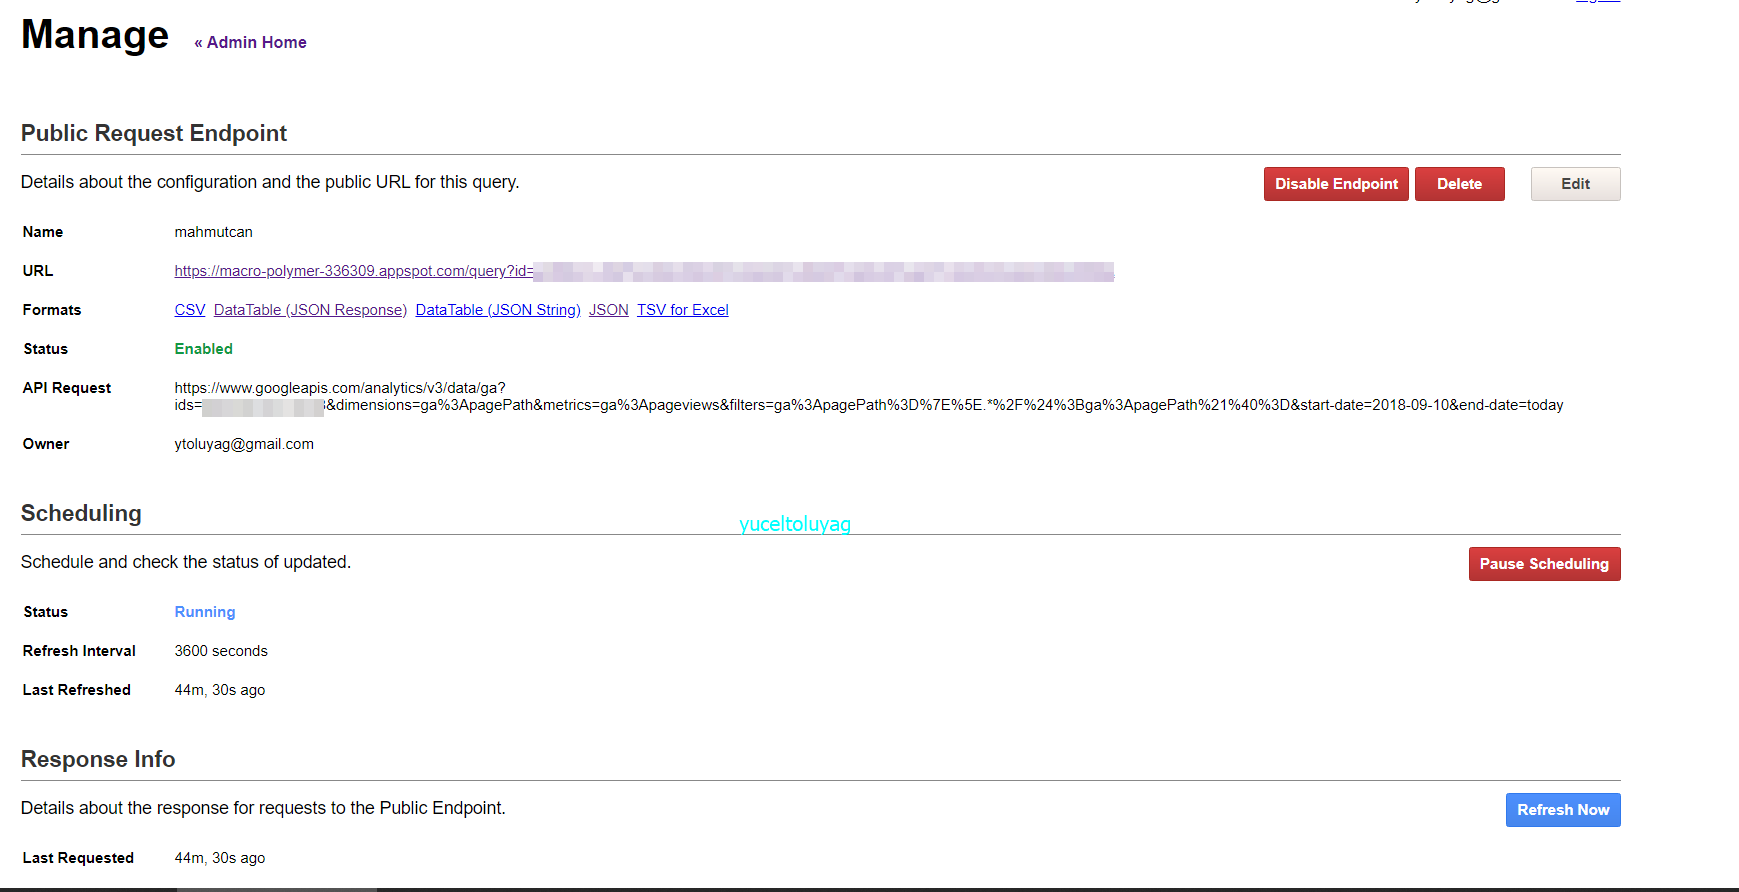 Manage « Admin Home
Public Request Endpoint
Details about the configuration and the public URL for this query.
Disable Endpoint Delete Edit
Name mahmutcan
URL https://macro-polymer-336309.appspot.com/query?id=
Formats CSV DataTable (JSON Response) DataTable (JSON String) JSON TSV for Excel
Status Enabled
API Request https://www.googleapis.com/analytics/v3/data/ga?
ids= &dimensions=ga%3ApagePath&metrics=ga%3Apageviews&filters=ga%3ApagePath%3D%7E%5E.*%2F%24%3Bga%3ApagePath%21%40%3D&start-date=2018-09-10&end-date=today
Owner ytoluyag@gmail.com
Scheduling
yuceltoluyag
Schedule and check the status of updated.
Pause Scheduling
Status Running
Refresh Interval 3600 seconds
Last Refreshed 44m, 30s ago
Response Info
Details about the response for requests to the Public Endpoint.
Refresh Now
Last Requested 44m, 30s ago